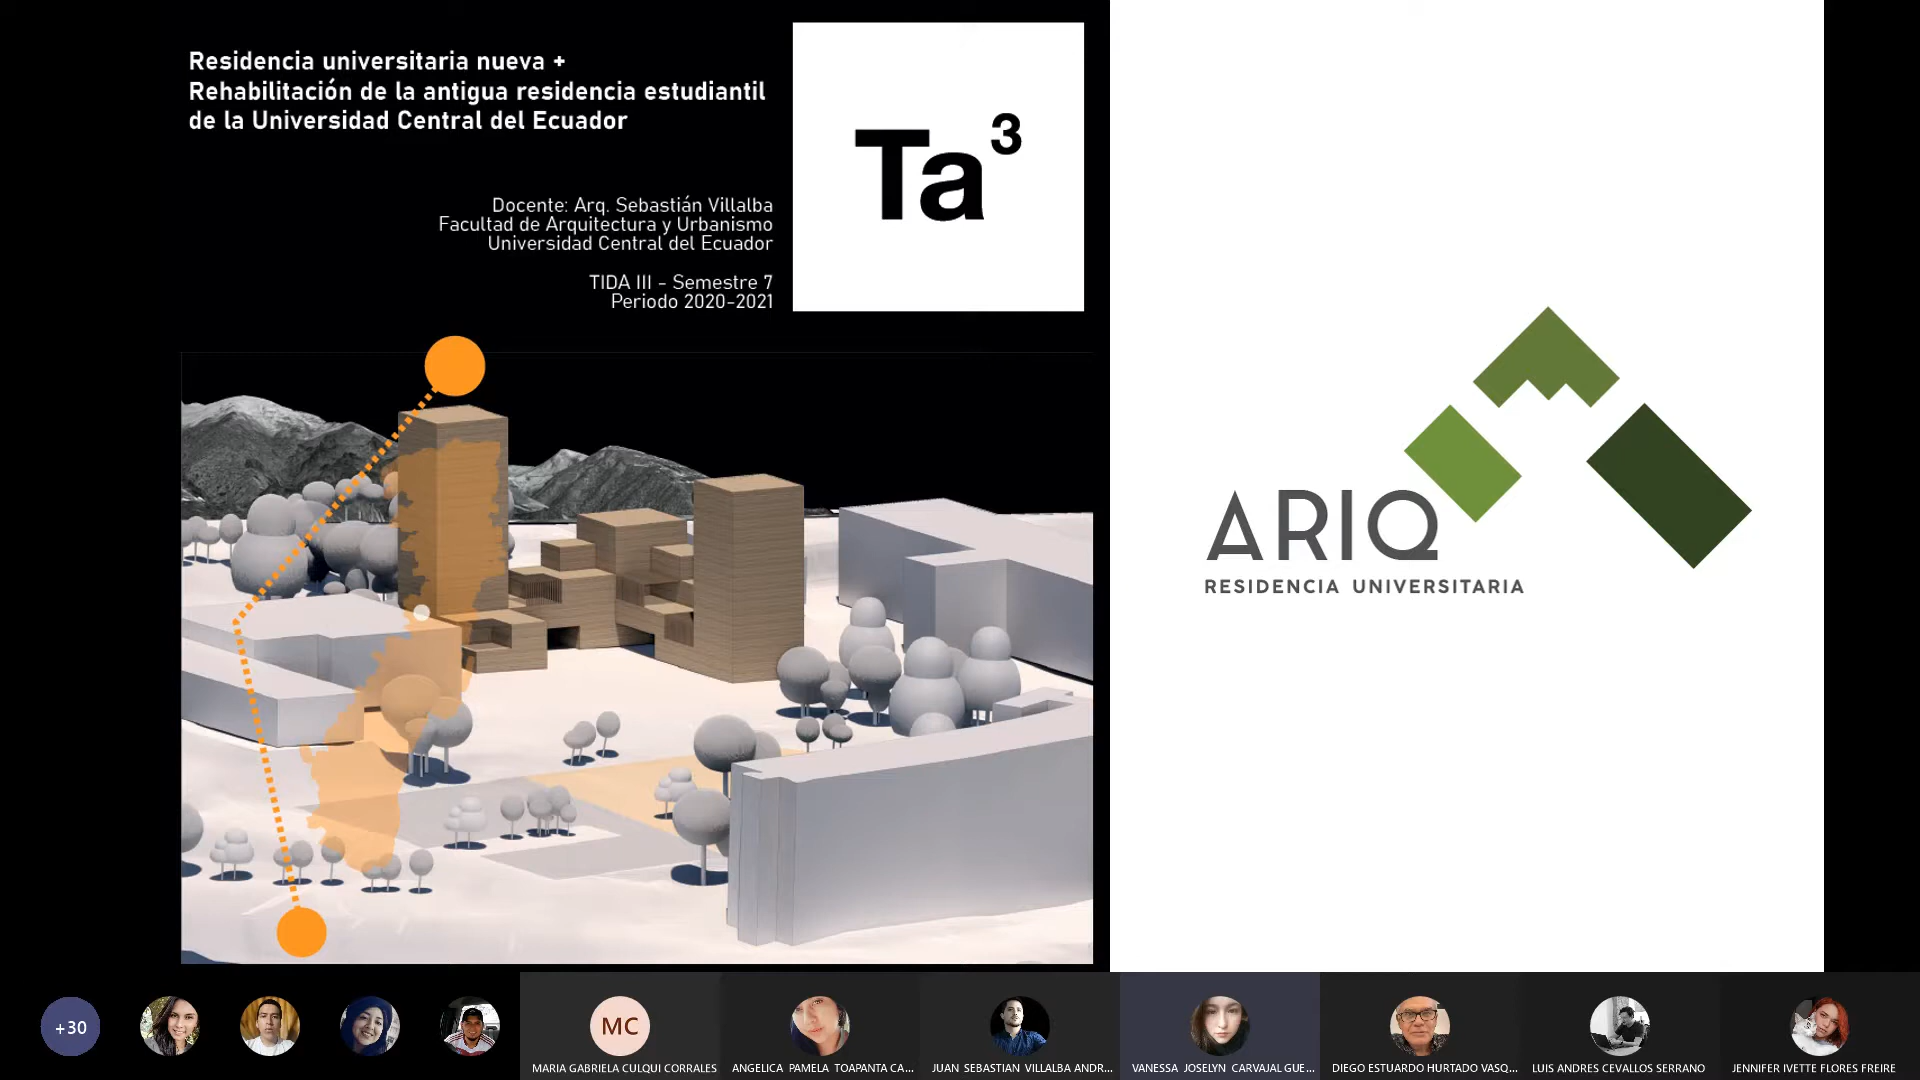 Residencia universitaria nueva +
Rehabilitación de la antigua residencia estudiantil
de la Universidad Central del Ecuador
Ta³
Docente: Arq. Sebastián Villalba
Facultad de Arquitectura y Urbanismo
Universidad Central del Ecuador
TIDA III - Semestre 7
Periodo 2020-2021
ARIQ
RESIDENCIA UNIVERSITARIA
+30
MC
MARIA GABRIELA CULQUI CORRALES
ANGELICA PAMELA TOAPANTA CA...
JUAN SEBASTIAN VILLALBA ANDR...
VANESSA JOSELYN CARVAJAL GUE...
DIEGO ESTUARDO HURTADO VASQ...
LUIS ANDRES CEVALLOS SERRANO
JENNIFER IVETTE FLORES FREIRE